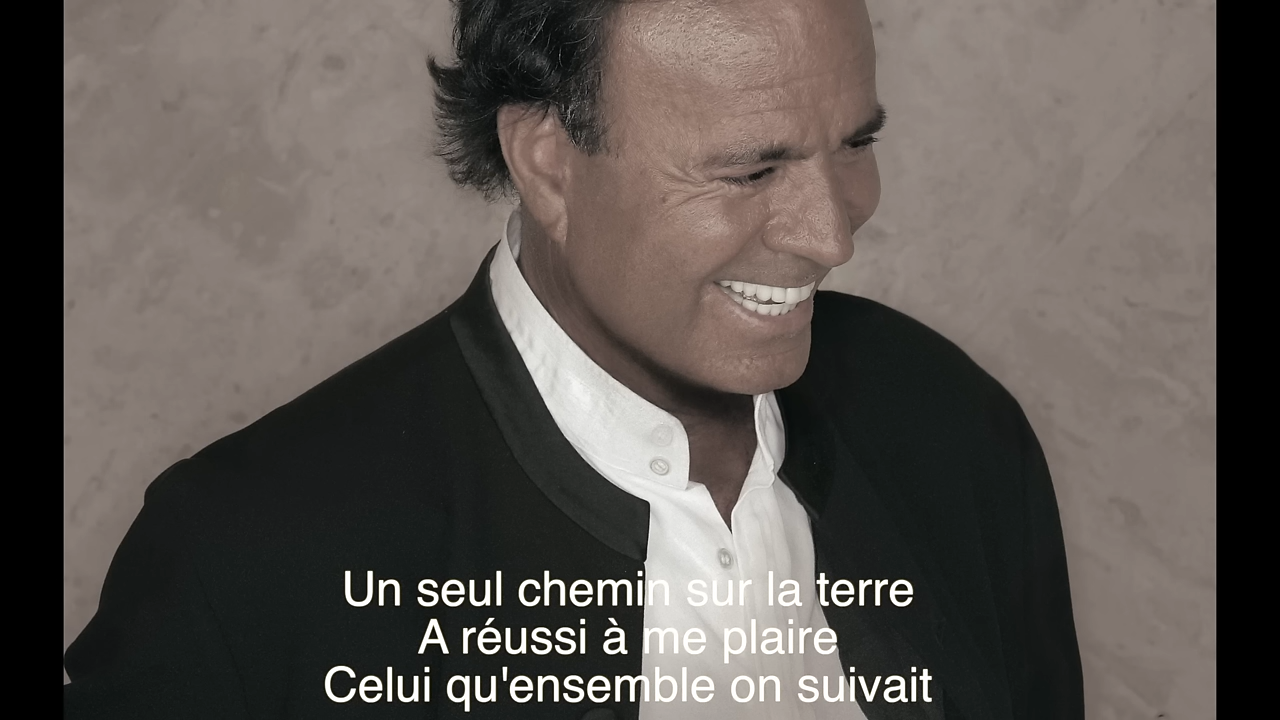 Un seul chemin sur la terre
A réussi à me plaire
Celui qu'ensemble on suivait